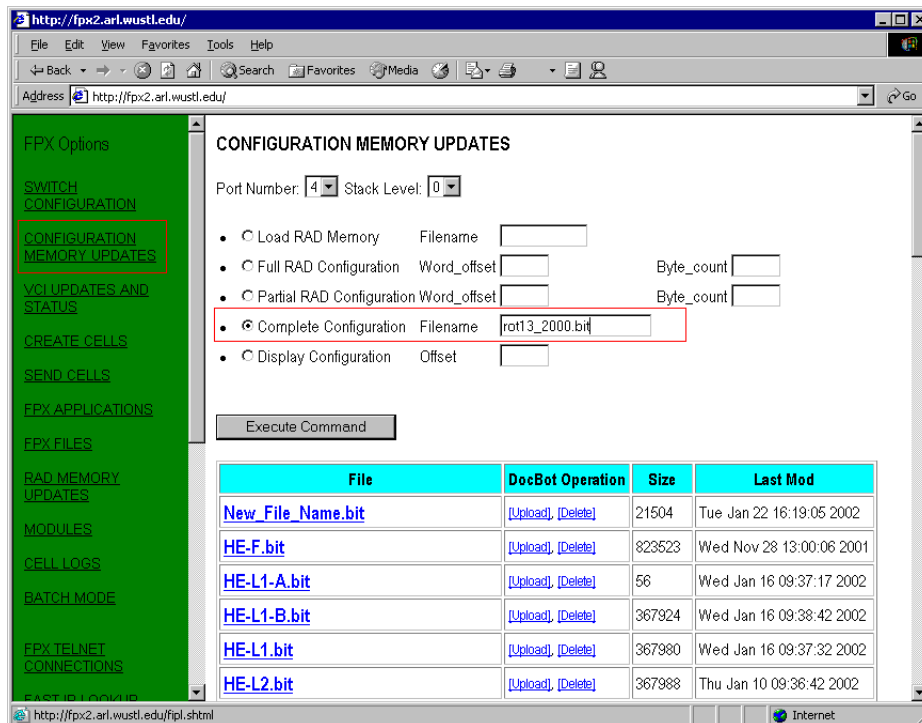 http://fpx2.arl.wustl.edu/
File Edit View Favorites Tools Help
Back Search Favorites Media
Address http://fpx2.arl.wustl.edu/ Go
FPX Options
SWITCH
CONFIGURATION
CONFIGURATION
MEMORY UPDATES
VCI UPDATES AND
STATUS
CREATE CELLS
SEND CELLS
FPX APPLICATIONS
FPX FILES
RAD MEMORY
UPDATES
MODULES
CELL LOGS
BATCH MODE
FPX TELNET
CONNECTIONS
FAST IP LOOKUP
CONFIGURATION MEMORY UPDATES
Port Number: 4 Stack Level: 0
Load RAD Memory Filename
Full RAD Configuration Word_offset Byte_count
Partial RAD Configuration Word_offset Byte_count
Complete Configuration Filename rot13_2000.bit
Display Configuration Offset
Execute Command
File DocBot Operation Size Last Mod
New_File_Name.bit [Upload], [Delete] 21504 Tue Jan 22 16:19:05 2002
HE-F.bit [Upload], [Delete] 823523 Wed Nov 28 13:00:06 2001
HE-L1-A.bit [Upload], [Delete] 56 Wed Jan 16 09:37:17 2002
HE-L1-B.bit [Upload], [Delete] 367924 Wed Jan 16 09:38:42 2002
HE-L1.bit [Upload], [Delete] 367980 Wed Jan 16 09:37:32 2002
HE-L2.bit [Upload], [Delete] 367988 Thu Jan 10 09:36:42 2002
http://fpx2.arl.wustl.edu/fipl.shtml Internet